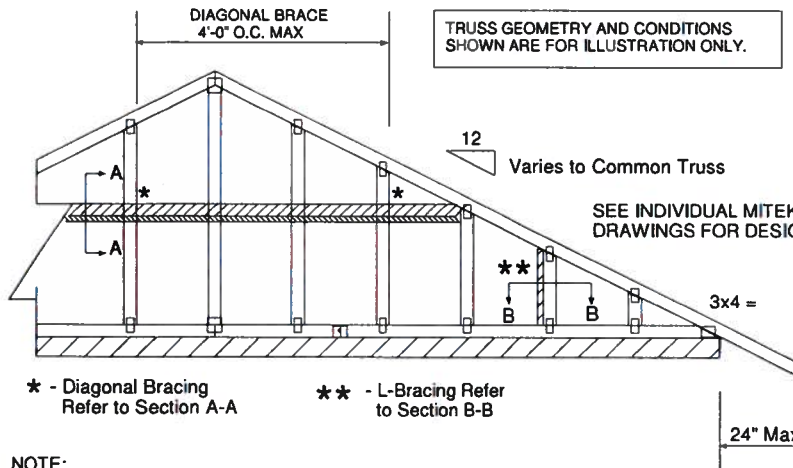 DIAGONAL BRACE
4'-0" O.C. MAX
TRUSS GEOMETRY AND CONDITIONS
SHOWN ARE FOR ILLUSTRATION ONLY.
12
Varies to Common Truss
A
*
*
A
SEE INDIVIDUAL MITEK
DRAWINGS FOR DESIG
**
B
B
3x4 =
* - Diagonal Bracing
Refer to Section A-A
** - L-Bracing Refer
to Section B-B
24" Max
NOTE: